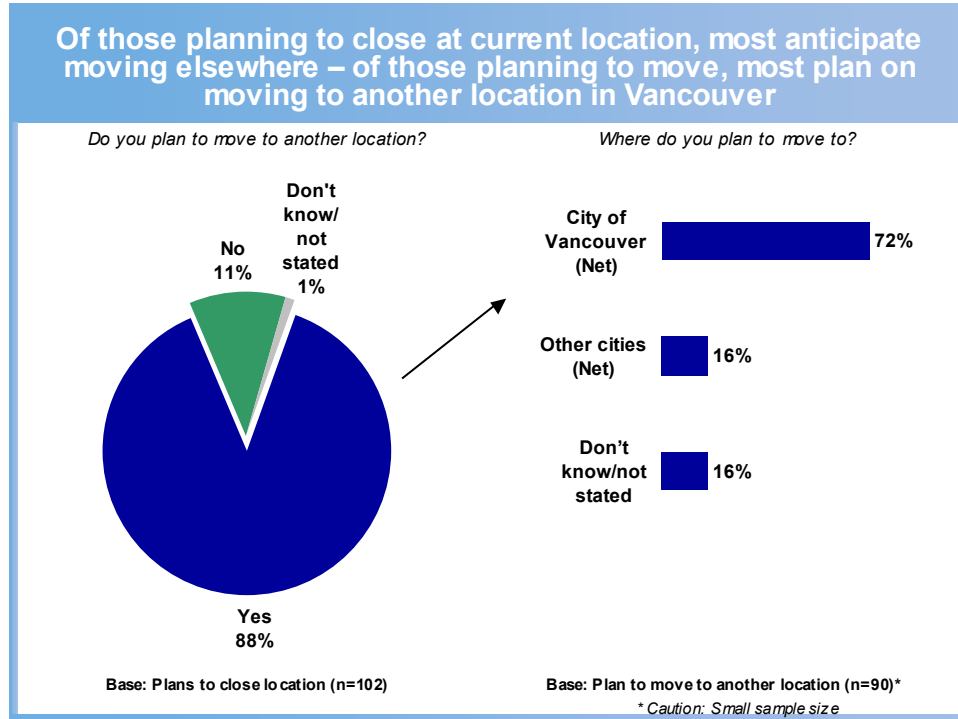 Of those planning to close at current location, most anticipate
moving elsewhere – of those planning to move, most plan on
moving to another location in Vancouver
Do you plan to move to another location?
Don't
know/
not
stated
1%
No
11%
Yes
88%
Base: Plans to close location (n=102)
Where do you plan to move to?
City of
Vancouver
(Net)
72%
Other cities
(Net)
16%
Don’t
know/not
stated
16%
Base: Plan to move to another location (n=90)*
* Caution: Small sample size